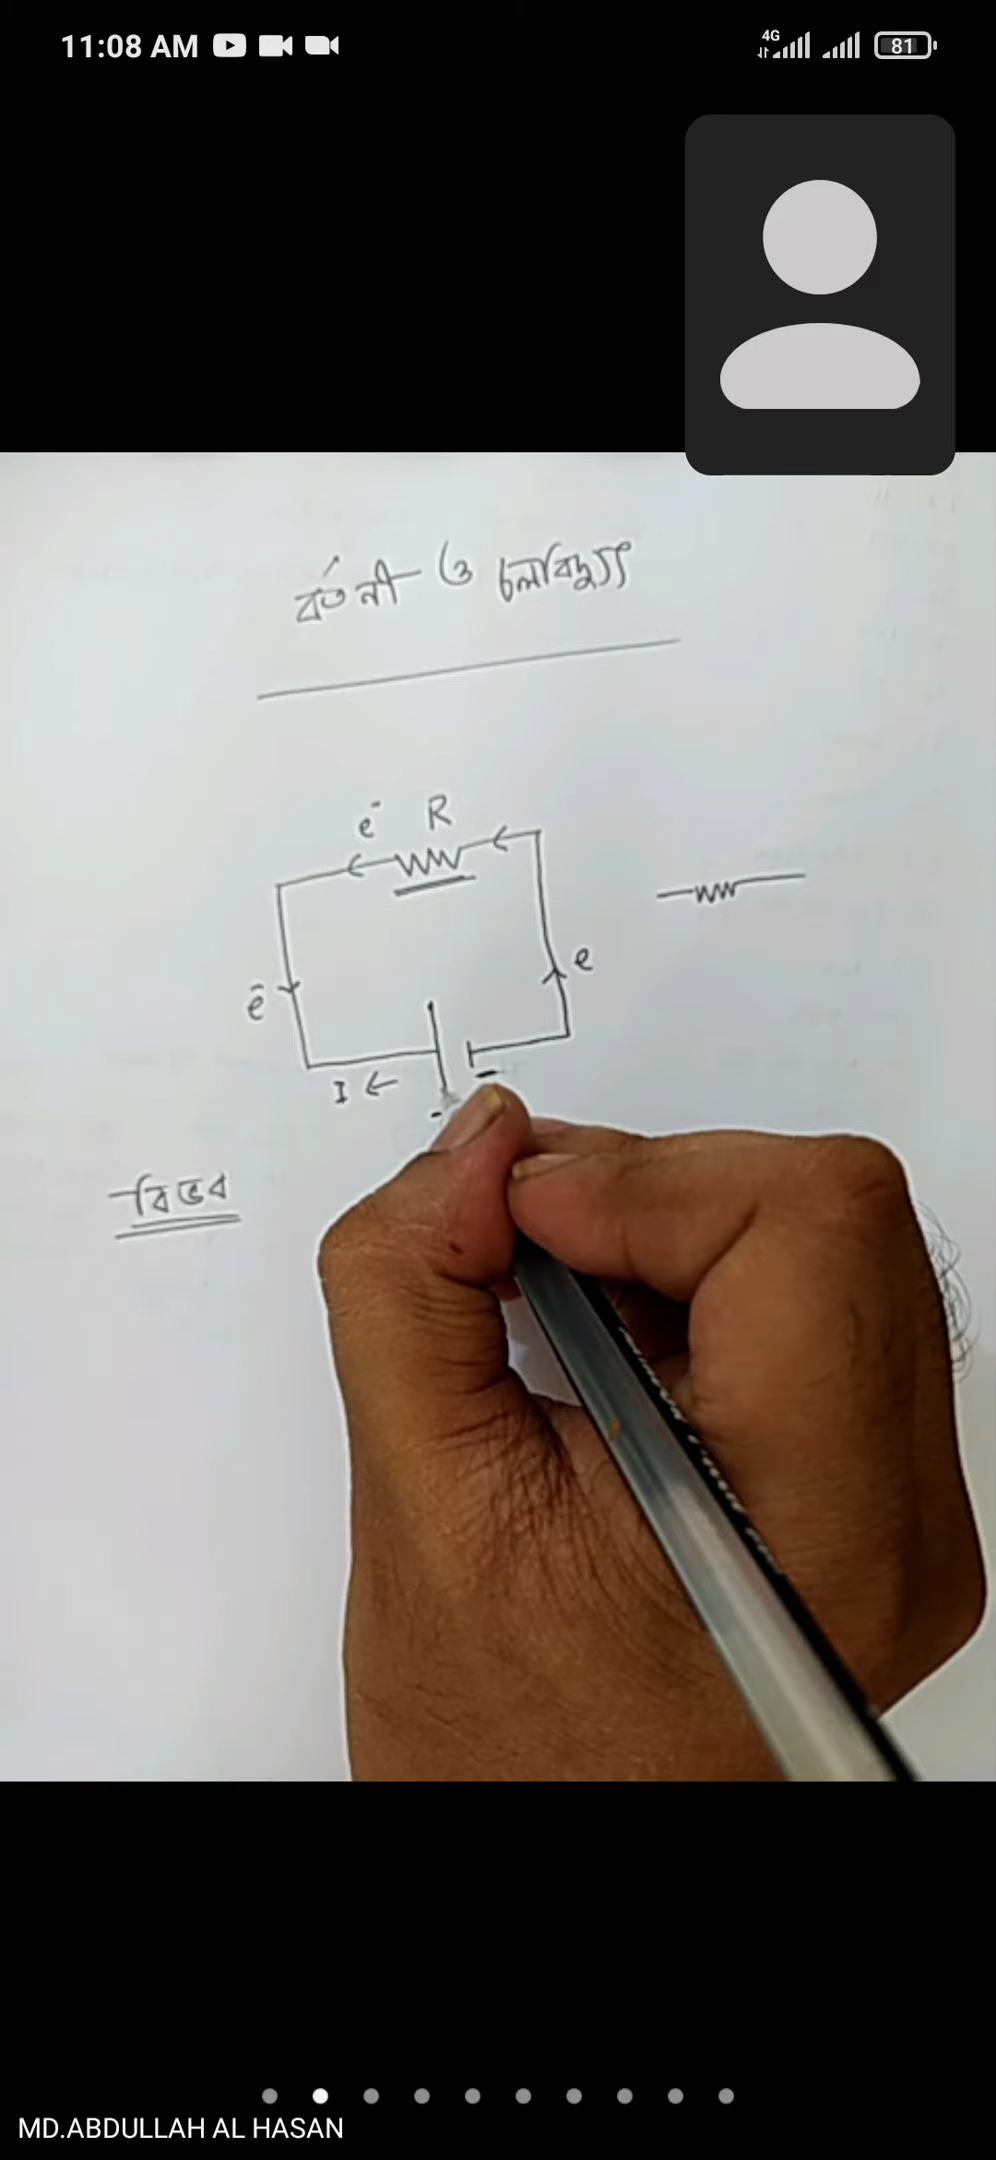 11:08 AM
4G
81
বর্তনী ও চলবিদ্যুৎ
e⁻ R
e
e⁻
I ←
বিভব
MD.ABDULLAH AL HASAN